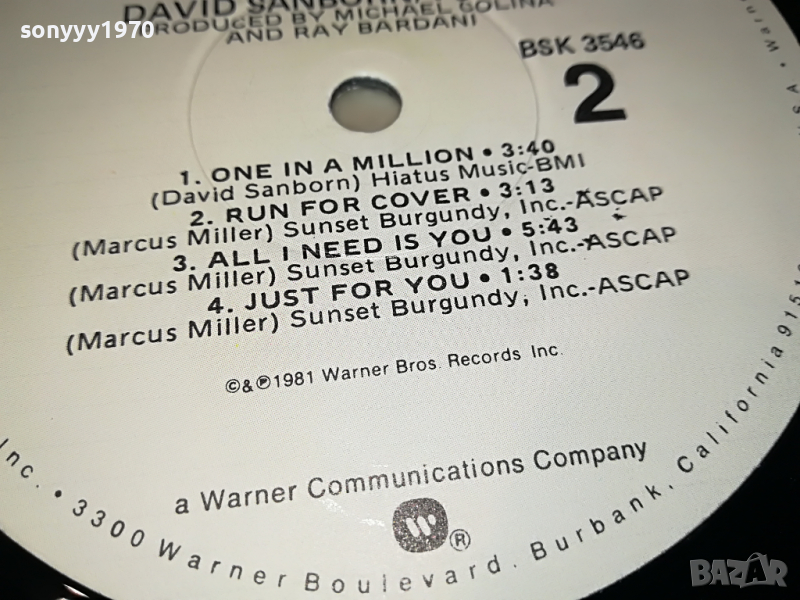 sonyyy1970
DAVID SANBORN
PRODUCED BY MICHAEL COLINA
AND RAY BARDANI
BSK 3546
2
1. ONE IN A MILLION • 3:40
(David Sanborn) Hiatus Music-BMI
2. RUN FOR COVER • 3:13
(Marcus Miller) Sunset Burgundy, Inc.-ASCAP
3. ALL I NEED IS YOU • 5:43
(Marcus Miller) Sunset Burgundy, Inc.-ASCAP
4. JUST FOR YOU • 1:38
(Marcus Miller) Sunset Burgundy, Inc.-ASCAP
©&℗1981 Warner Bros. Records Inc.
a Warner Communications Company
W ®
Inc. • 3300 Warner Boulevard. Burbank, California 9151
BAZAR